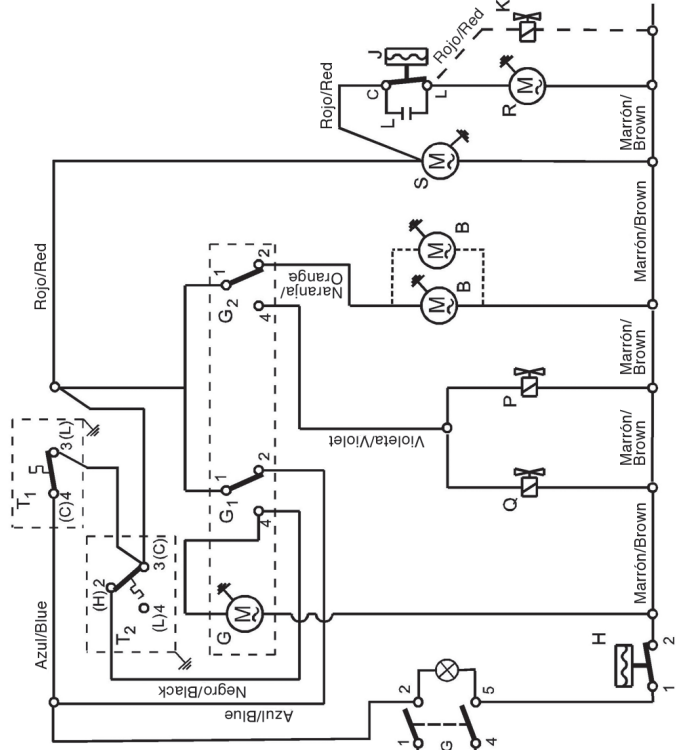 K
Rojo/Red
J
C
L
L
Rojo/Red
R
Marrón/
Brown
S
Marrón/Brown
Rojo/Red
1
2
G2
4
Naranja/
Orange
B
B
Marrón/
Brown
T1
3 (L)
(C)4
Violeta/Violet
P
Marrón/
Brown
1
2
G1
4
Q
Marrón/Brown
(H) 2
3 (C)
(L)4
T2
G
Azul/Blue
Negro/Black
Azul/Blue
H
2
1
2
5
1
4
G